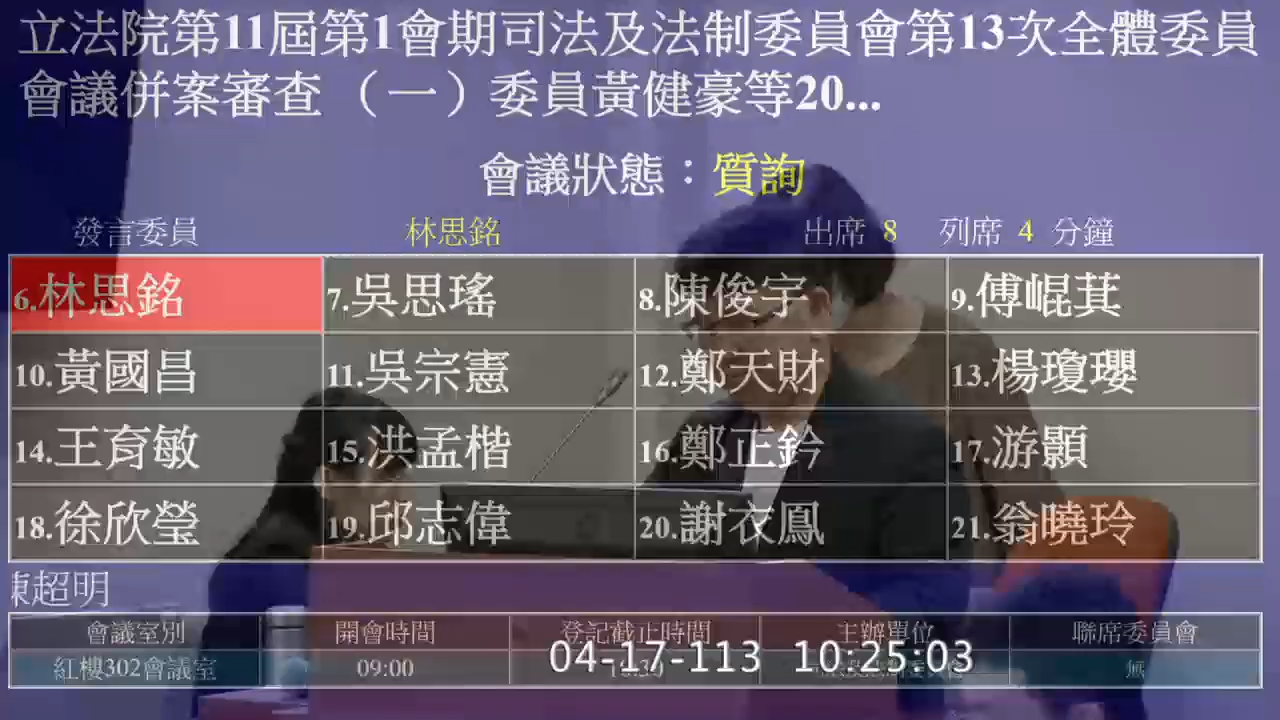 立法院第11屆第1會期司法及法制委員會第13次全體委員
會議併案審查 （一）委員黃健豪等20...
會議狀態：質詢
發言委員 林思銘 出席 8 列席 4 分鐘
6.林思銘 7.吳思瑤 8.陳俊宇 9.傅崐萁
10.黃國昌 11.吳宗憲 12.鄭天財 13.楊瓊瓔
14.王育敏 15.洪孟楷 16.鄭正鈐 17.游顥
18.徐欣瑩 19.邱志偉 20.謝衣鳳 21.翁曉玲
陳超明
會議室別 開會時間 登記截止時間 主辦單位 聯席委員會
紅樓302會議室 09:00 無
04-17-113 10:25:03